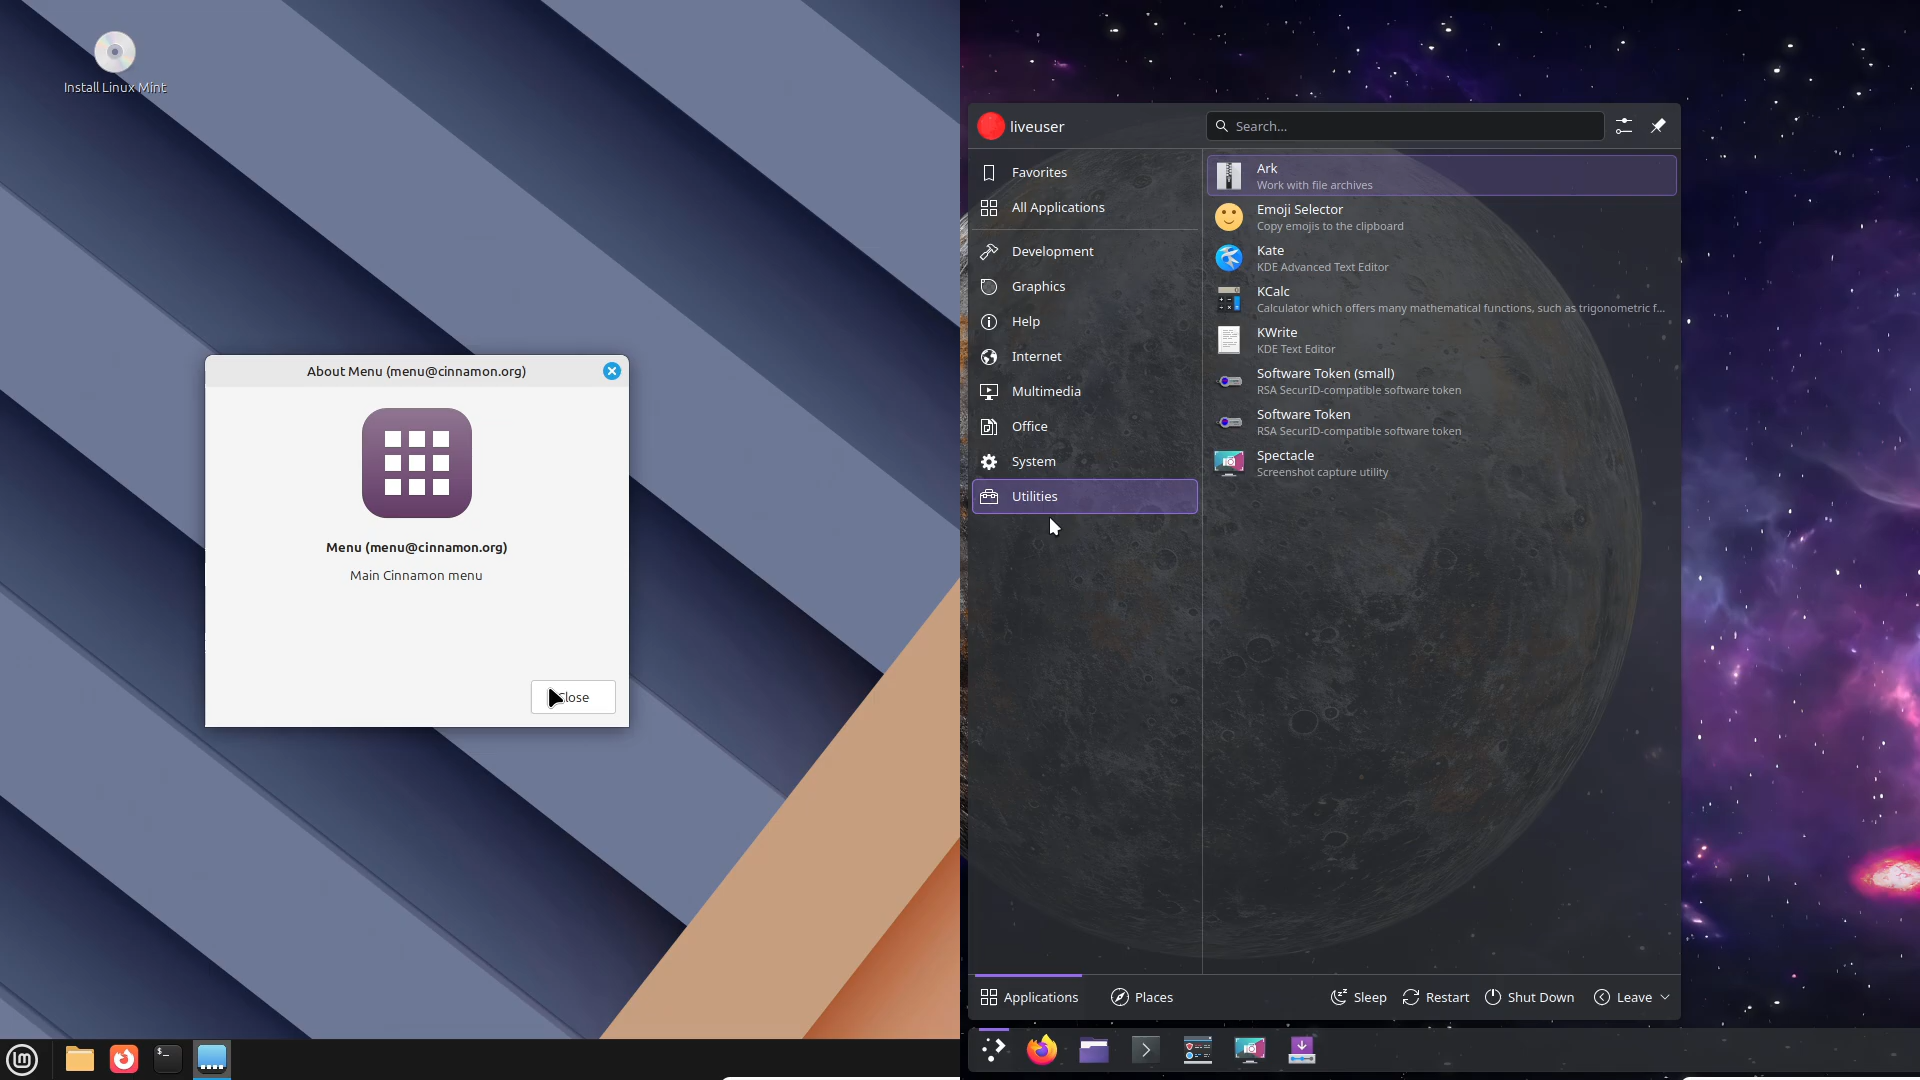 Install Linux Mint
About Menu (menu@cinnamon.org)
Menu (menu@cinnamon.org)
Main Cinnamon menu
liveuser
Search...
Favorites
All Applications
Development
Graphics
Help
Internet
Multimedia
Office
System
Utilities
Ark
Work with file archives
Emoji Selector
Copy emojis to the clipboard
Kate
KDE Advanced Text Editor
KCalc
Calculator which offers many mathematical functions, such as trigonometric f...
KWrite
KDE Text Editor
Software Token (small)
RSA SecurID-compatible software token
Software Token
RSA SecurID-compatible software token
Spectacle
Screenshot capture utility
Applications
Places
Sleep
Restart
Shut Down
Leave